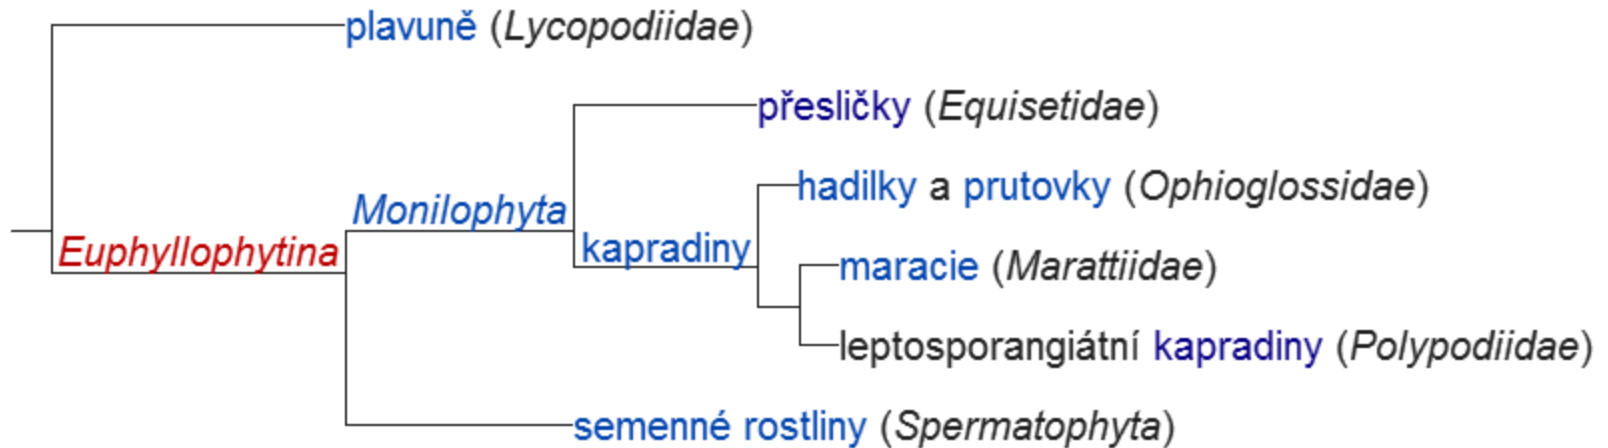 plavuně (Lycopodiidae)
přesličky (Equisetidae)
hadilky a prutovky (Ophioglossidae)
Monilophyta
Euphyllophytina
kapradiny
maracie (Marattiidae)
leptosporangiátní kapradiny (Polypodiidae)
semenné rostliny (Spermatophyta)